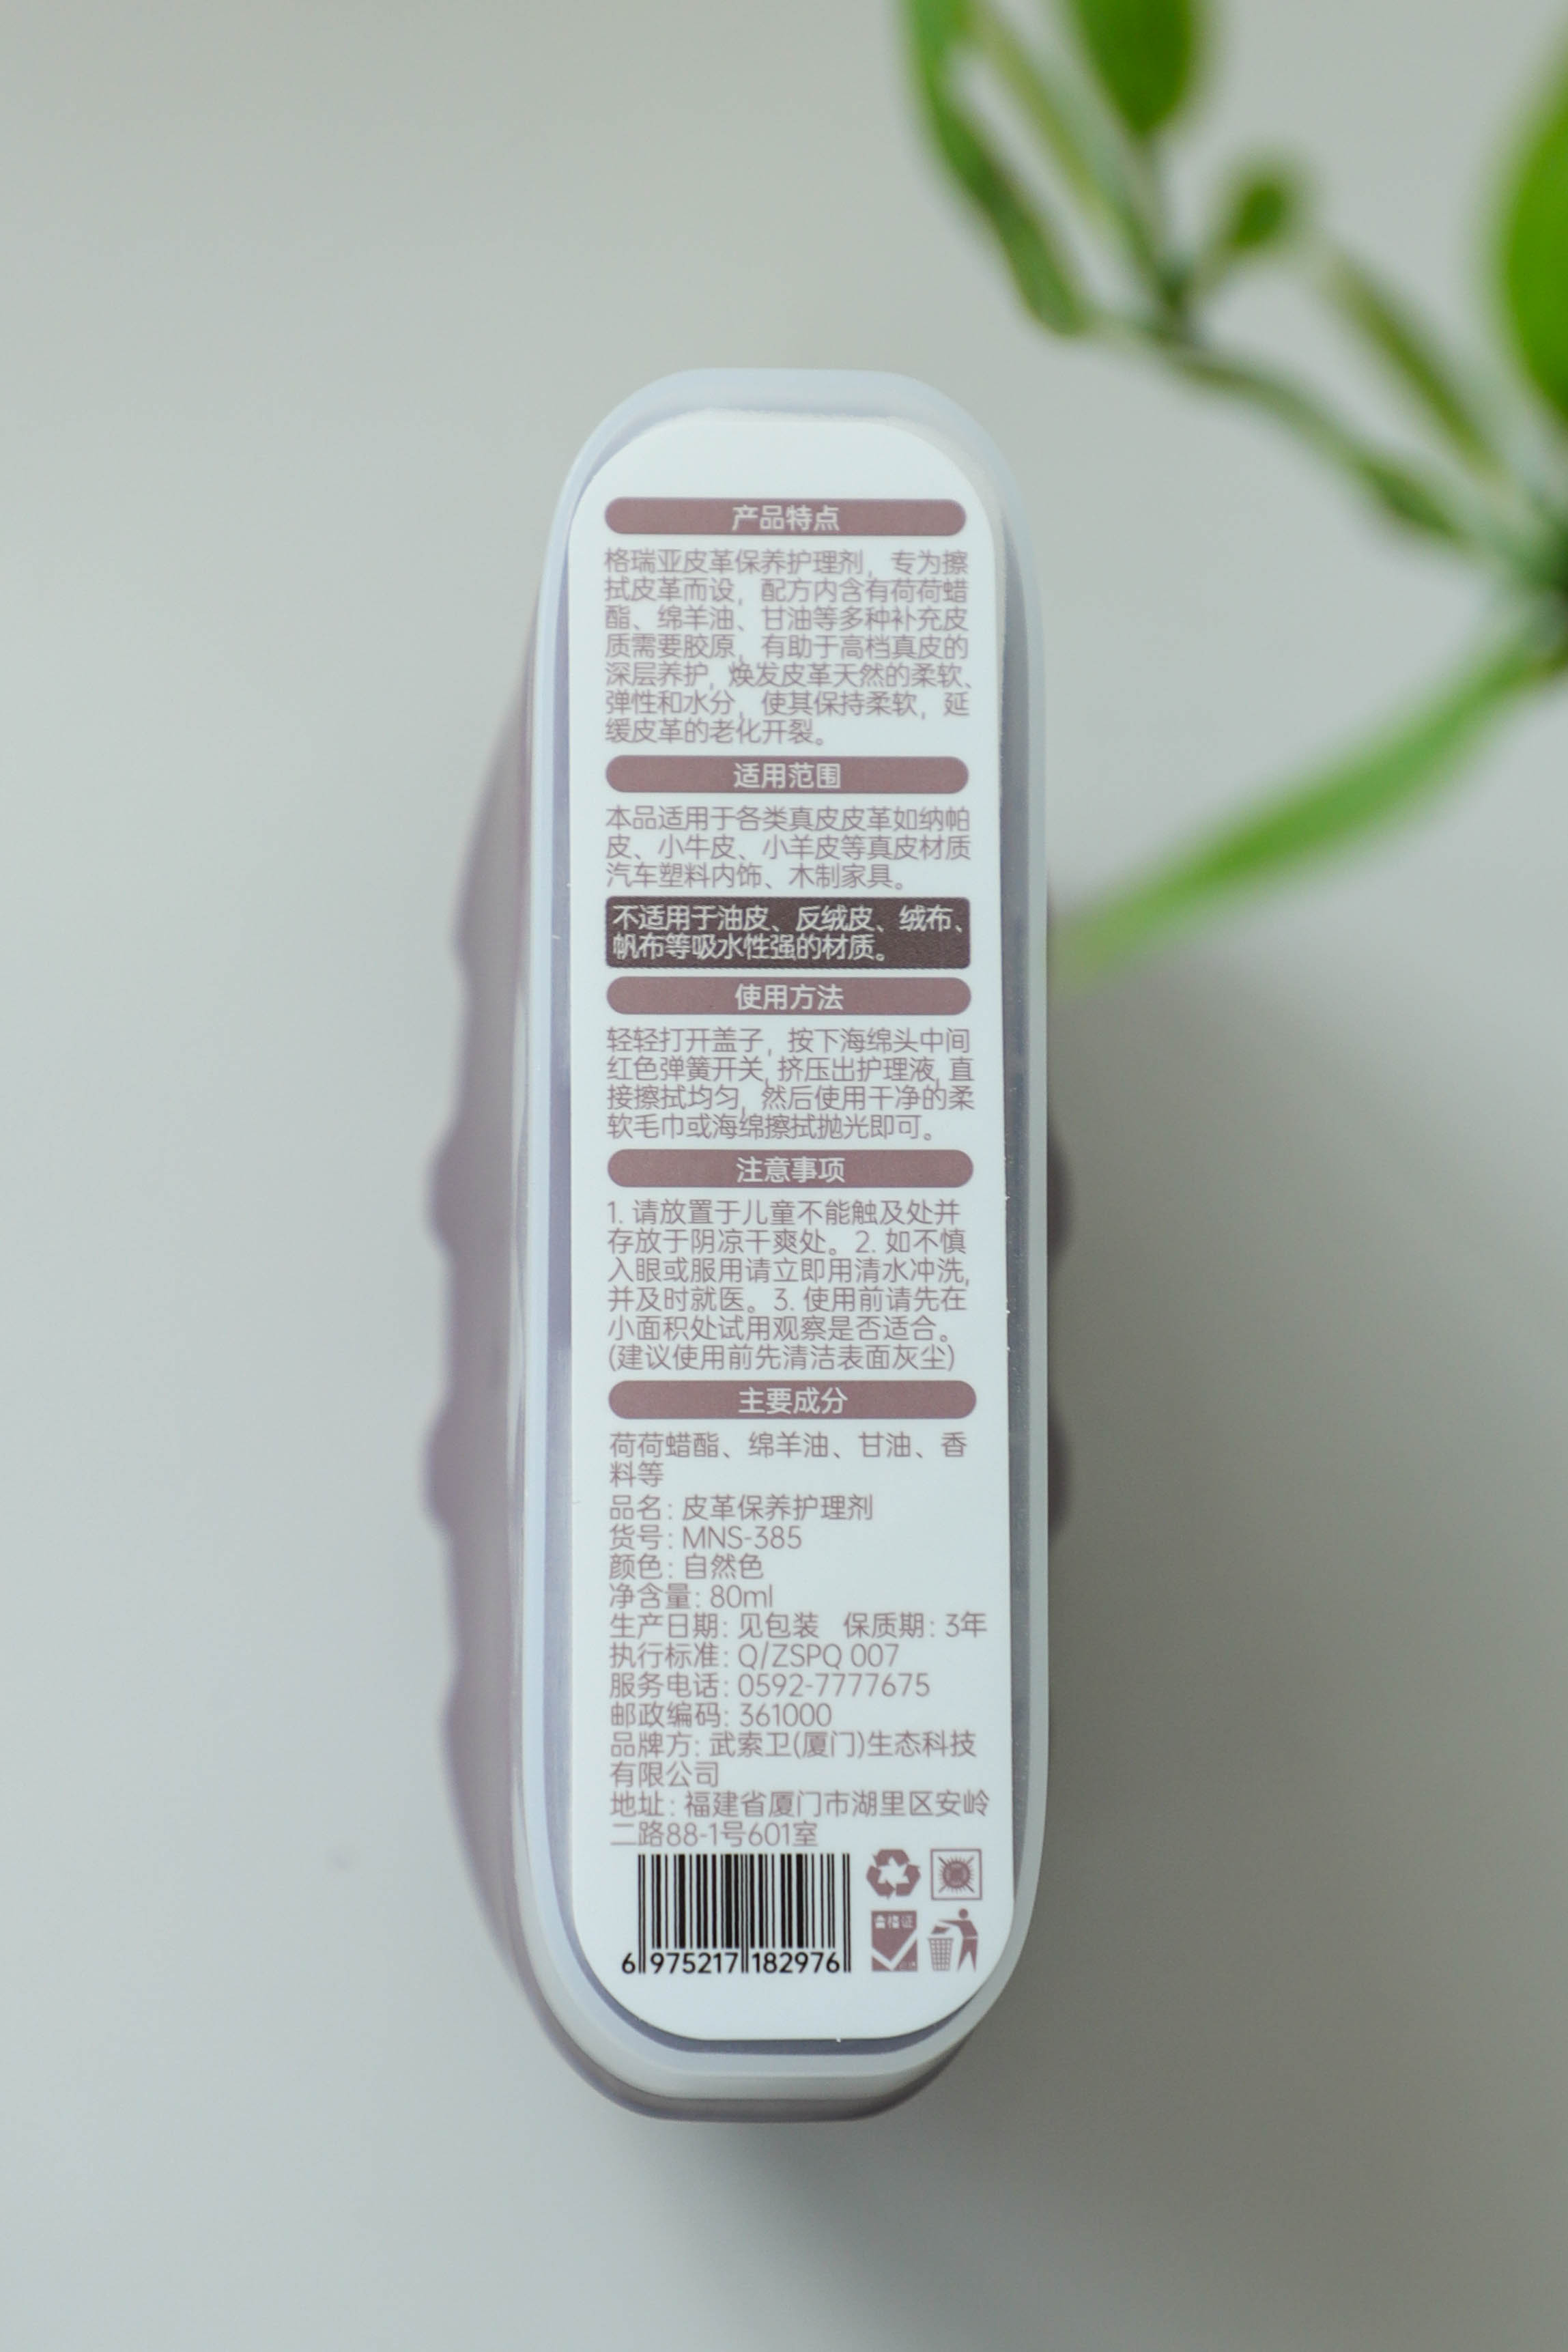 产品特点
格瑞亚皮革保养护理剂，专为擦
拭皮革而设，配方内含有荷荷蜡
酯、绵羊油、甘油等多种补充皮
质需要胶原，有助于高档真皮的
深层养护，焕发皮革天然的柔软、
弹性和水分，使其保持柔软，延
缓皮革的老化开裂。
适用范围
本品适用于各类真皮皮革如纳帕
皮、小牛皮、小羊皮等真皮材质
汽车塑料内饰、木制家具。
不适用于油皮、反绒皮、绒布、
帆布等吸水性强的材质。
使用方法
轻轻打开盖子，按下海绵头中间
红色弹簧开关，挤压出护理液，直
接擦拭均匀，然后使用干净的柔
软毛巾或海绵擦拭抛光即可。
注意事项
1. 请放置于儿童不能触及处并
存放于阴凉干爽处。2. 如不慎
入眼或服用请立即用清水冲洗，
并及时就医。3. 使用前请先在
小面积处试用观察是否适合。
(建议使用前先清洁表面灰尘)
主要成分
荷荷蜡酯、绵羊油、甘油、香
料等
品名: 皮革保养护理剂
货号: MNS-385
颜色: 自然色
净含量: 80ml
生产日期: 见包装 保质期: 3年
执行标准: Q/ZSPQ 007
服务电话: 0592-7777675
邮政编码: 361000
品牌方: 武索卫(厦门)生态科技
有限公司
地址: 福建省厦门市湖里区安岭
二路88-1号601室
合格证
6 975217 182976